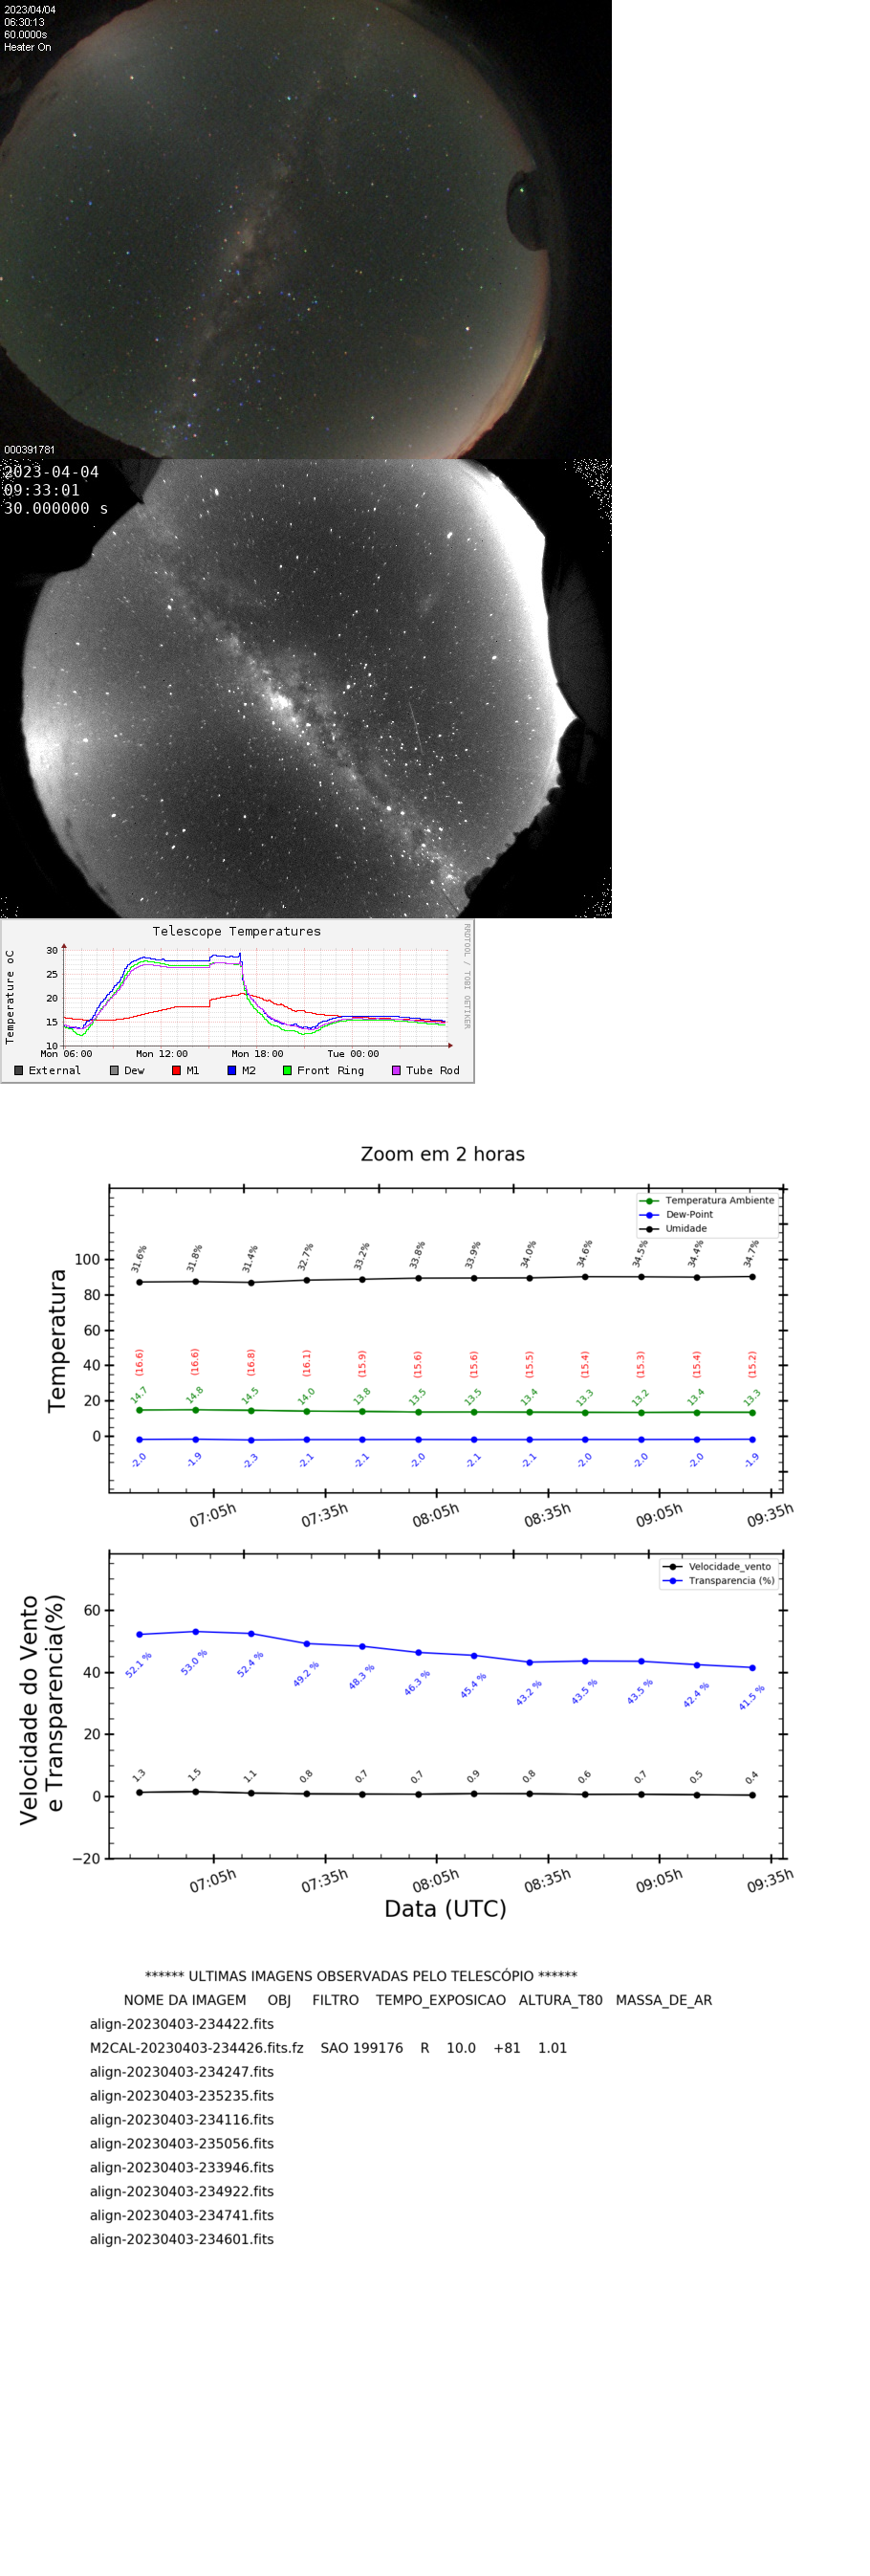 2023/04/04
06:30:13
60.0000s
Heater On
000391781
2023-04-04
09:33:01
30.000000 s
Telescope Temperatures
Temperature oC
RRDTOOL / TOBI OETIKER
30
25
20
15
10
Mon 06:00 Mon 12:00 Mon 18:00 Tue 00:00
External Dew M1 M2 Front Ring Tube Rod
Zoom em 2 horas
Temperatura
Temperatura Ambiente
Dew-Point
Umidade
100
80
60
40
20
0
31.6% 31.8% 31.4% 32.7% 33.2% 33.8% 33.9% 34.0% 34.6% 34.5% 34.4% 34.7%
(16.6) (16.6) (16.8) (16.1) (15.9) (15.6) (15.6) (15.5) (15.4) (15.3) (15.4) (15.2)
14.7 14.8 14.5 14.0 13.8 13.5 13.5 13.4 13.3 13.2 13.4 13.3
-2.0 -1.9 -2.3 -2.1 -2.1 -2.0 -2.1 -2.1 -2.0 -2.0 -2.0 -1.9
07:05h 07:35h 08:05h 08:35h 09:05h 09:35h
Velocidade do Vento
e Transparencia(%)
Velocidade_vento
Transparencia (%)
60
40
20
0
−20
52.1 % 53.0 % 52.4 % 49.2 % 48.3 % 46.3 % 45.4 % 43.2 % 43.5 % 43.5 % 42.4 % 41.5 %
1.3 1.5 1.1 0.8 0.7 0.7 0.9 0.8 0.6 0.7 0.5 0.4
07:05h 07:35h 08:05h 08:35h 09:05h 09:35h
Data (UTC)
****** ULTIMAS IMAGENS OBSERVADAS PELO TELESCÓPIO ******
NOME DA IMAGEM OBJ FILTRO TEMPO_EXPOSICAO ALTURA_T80 MASSA_DE_AR
align-20230403-234422.fits
M2CAL-20230403-234426.fits.fz SAO 199176 R 10.0 +81 1.01
align-20230403-234247.fits
align-20230403-235235.fits
align-20230403-234116.fits
align-20230403-235056.fits
align-20230403-233946.fits
align-20230403-234922.fits
align-20230403-234741.fits
align-20230403-234601.fits